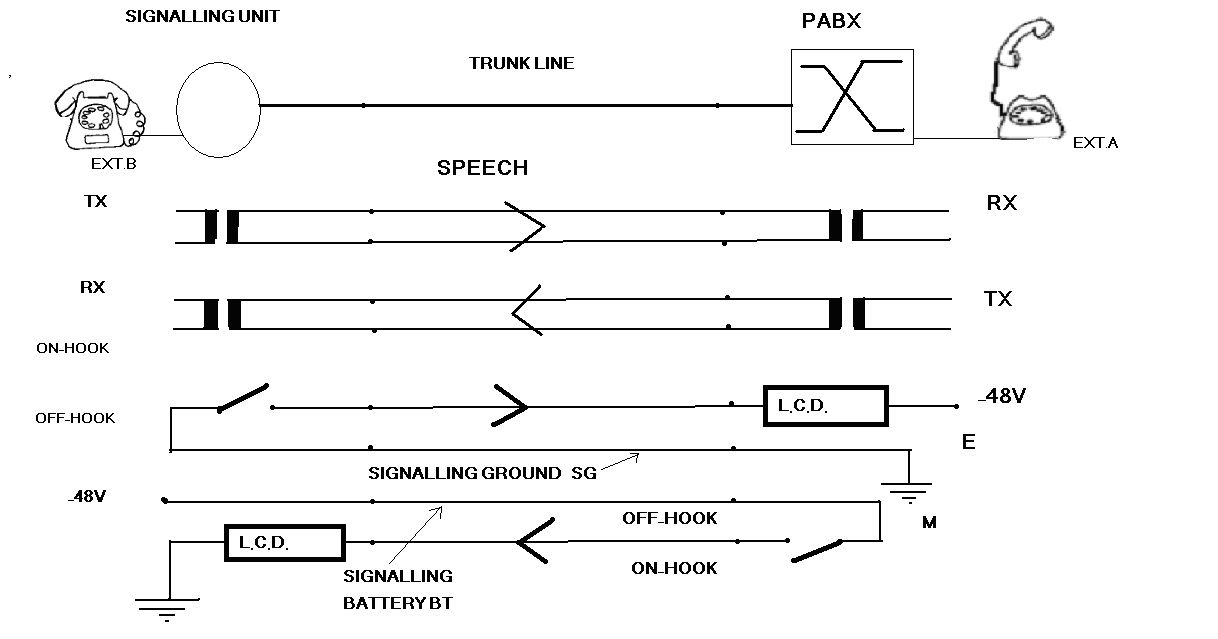 SIGNALLING UNIT
PABX
TRUNK LINE
EXT.B
EXT.A
SPEECH
TX
RX
RX
TX
ON-HOOK
OFF-HOOK
L.C.D.
-48V
E
SIGNALLING GROUND SG
-48V
OFF-HOOK
M
L.C.D.
ON-HOOK
SIGNALLING
BATTERY BT